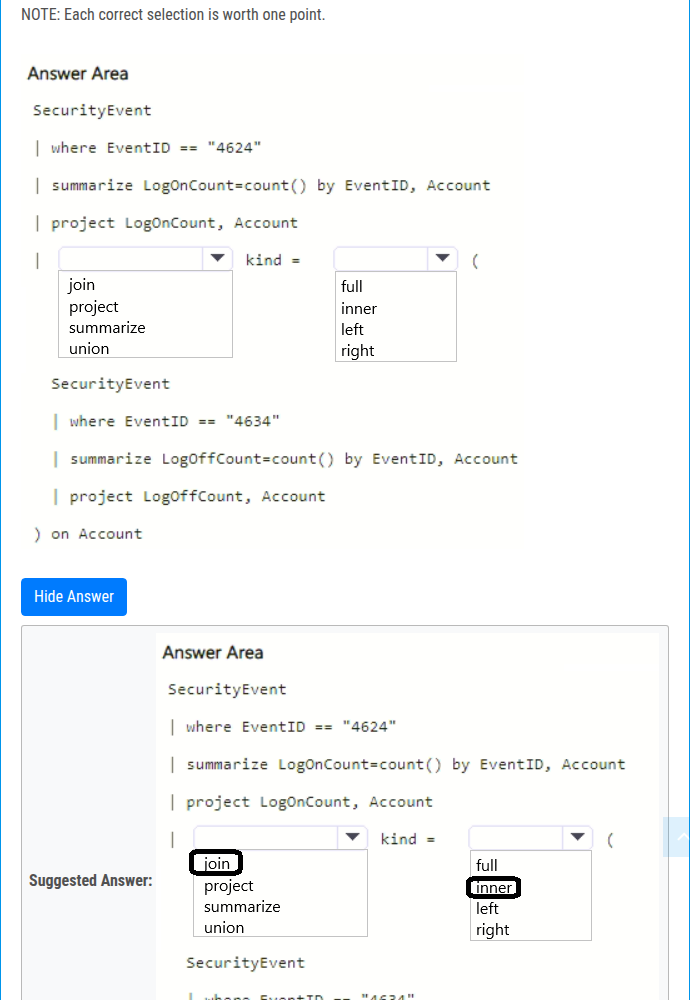 NOTE: Each correct selection is worth one point.
Answer Area
SecurityEvent
| where EventID == "4624"
| summarize LogOnCount=count() by EventID, Account
| project LogOnCount, Account
| kind = (
join
project
summarize
union
full
inner
left
right
SecurityEvent
| where EventID == "4634"
| summarize LogOffCount=count() by EventID, Account
| project LogOffCount, Account
) on Account
Hide Answer
Suggested Answer:
Answer Area
SecurityEvent
| where EventID == "4624"
| summarize LogOnCount=count() by EventID, Account
| project LogOnCount, Account
| kind = (
join
project
summarize
union
full
inner
left
right
SecurityEvent
| where EventID == "4634"